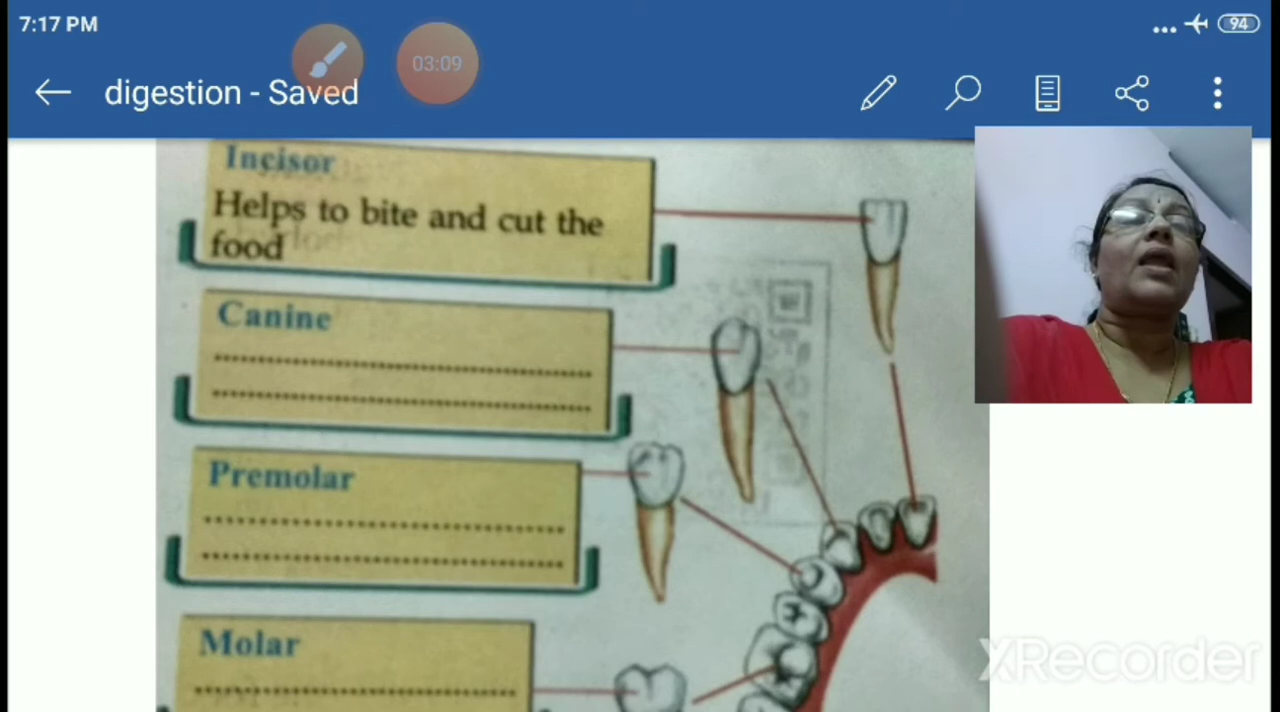 7:17 PM
94
03:09
digestion - Saved
Incisor
Helps to bite and cut the
food
Canine
Premolar
Molar
XRecorder